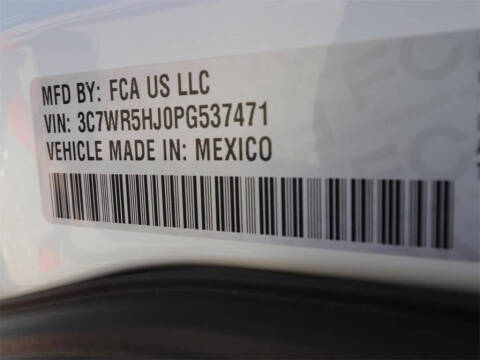 MFD BY: FCA US LLC
VIN: 3C7WR5HJ0PG537471
VEHICLE MADE IN: MEXICO